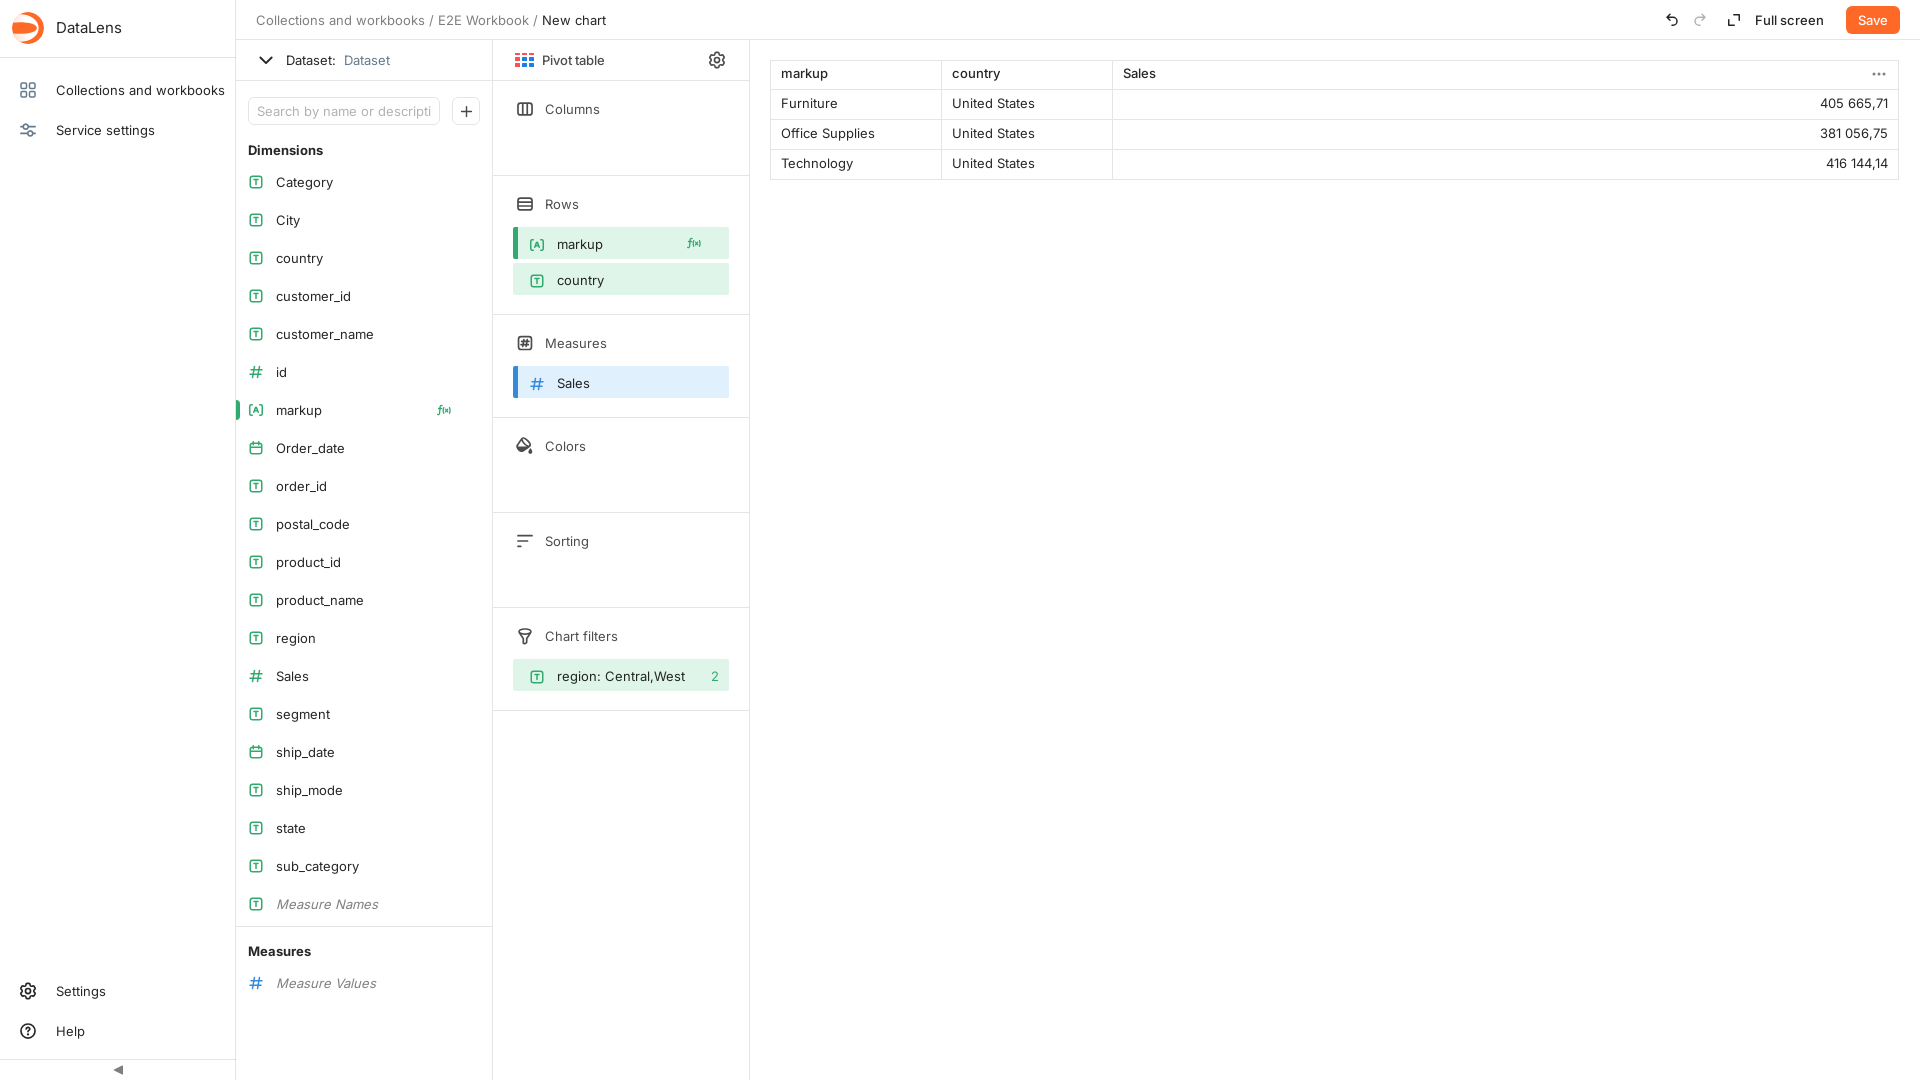 DataLens
Collections and workbooks
Service settings
Settings
Help
Collections and workbooks / E2E Workbook / New chart
Full screen
Save
Dataset: Dataset
Search by name or descripti
Dimensions
Category
City
country
customer_id
customer_name
id
markup
Order_date
order_id
postal_code
product_id
product_name
region
Sales
segment
ship_date
ship_mode
state
sub_category
Measure Names
Measures
Measure Values
Pivot table
Columns
Rows
markup
country
Measures
Sales
Colors
Sorting
Chart filters
region: Central,West 2
markup country Sales
Furniture United States 405 665,71
Office Supplies United States 381 056,75
Technology United States 416 144,14